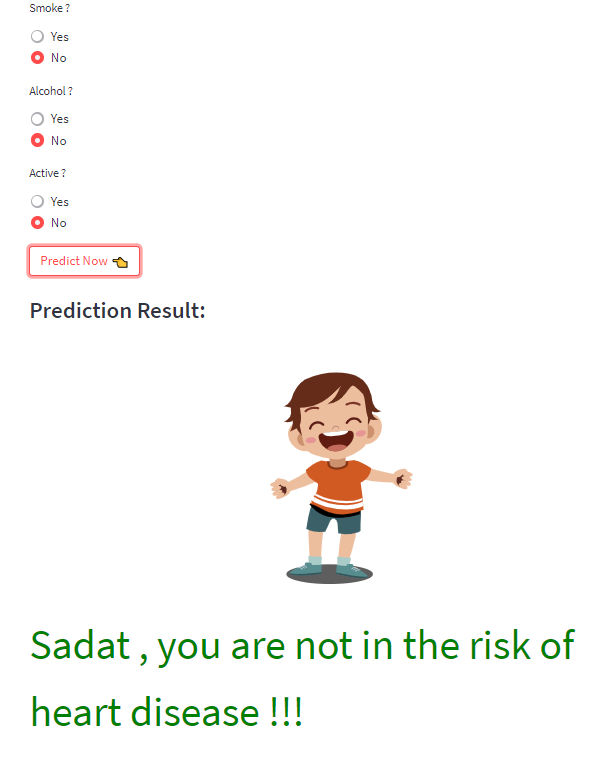 Smoke ?
Yes
No
Alcohol ?
Yes
No
Active ?
Yes
No
Predict Now 👈
Prediction Result:
Sadat , you are not in the risk of
heart disease !!!